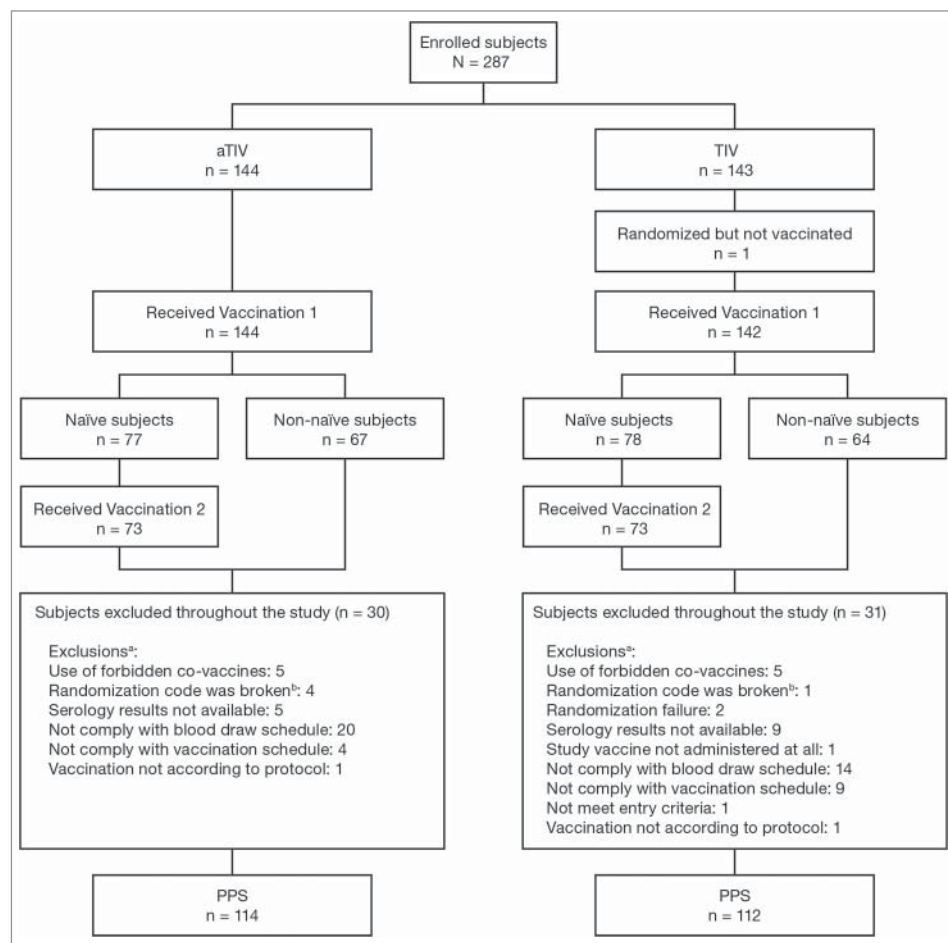 Enrolled subjects
N = 287
aTIV
n = 144
TIV
n = 143
Randomized but not vaccinated
n = 1
Received Vaccination 1
n = 144
Received Vaccination 1
n = 142
Naïve subjects
n = 77
Non-naïve subjects
n = 67
Naïve subjects
n = 78
Non-naïve subjects
n = 64
Received Vaccination 2
n = 73
Received Vaccination 2
n = 73
Subjects excluded throughout the study (n = 30)
Exclusionsᵃ:
Use of forbidden co-vaccines: 5
Randomization code was brokenᵇ: 4
Serology results not available: 5
Not comply with blood draw schedule: 20
Not comply with vaccination schedule: 4
Vaccination not according to protocol: 1
Subjects excluded throughout the study (n = 31)
Exclusionsᵃ:
Use of forbidden co-vaccines: 5
Randomization code was brokenᵇ: 1
Randomization failure: 2
Serology results not available: 9
Study vaccine not administered at all: 1
Not comply with blood draw schedule: 14
Not comply with vaccination schedule: 9
Not meet entry criteria: 1
Vaccination not according to protocol: 1
PPS
n = 114
PPS
n = 112